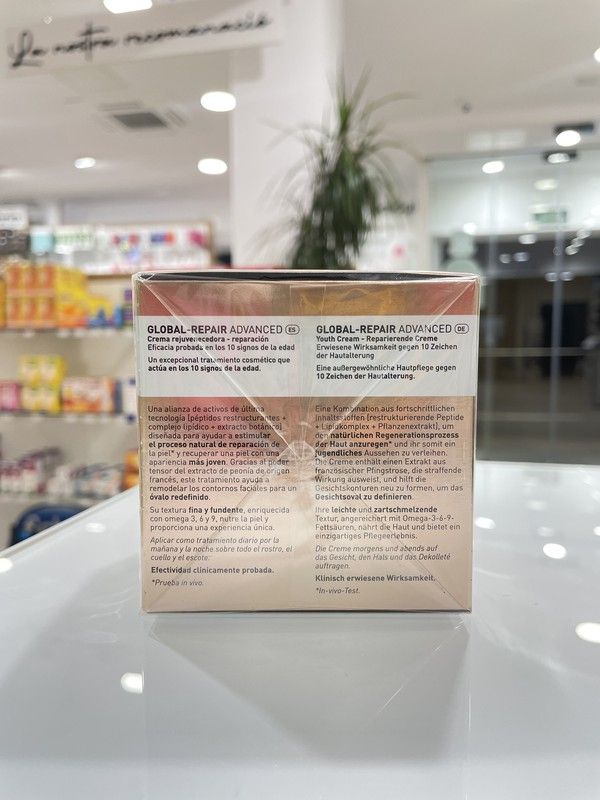 La nostra recomanació
GLOBAL-REPAIR ADVANCED ES
Crema rejuvenecedora - reparación
Eficacia probada en los 10 signos de la edad
Un excepcional tratamiento cosmético que
actúa en los 10 signos de la edad.
Una alianza de activos de última
tecnología (péptidos restructurantes +
complejo lipídico + extracto botánico)
diseñada para ayudar a estimular
el proceso natural de reparación de
la piel* y recuperar una piel con una
apariencia más joven. Gracias al poder
tensor del extracto de peonía de origen
francés, este tratamiento ayuda a
remodelar los contornos faciales para un
óvalo redefinido.
Su textura fina y fundente, enriquecida
con omega 3, 6 y 9, nutre la piel y
proporciona una experiencia única.
Aplicar como tratamiento diario por la
mañana y la noche sobre todo el rostro, el
cuello y el escote.
Efectividad clínicamente probada.
*Prueba in vivo.
GLOBAL-REPAIR ADVANCED DE
Youth Cream - Reparierende Creme
Erwiesene Wirksamkeit gegen 10 Zeichen
der Hautalterung
Eine außergewöhnliche Hautpflege gegen
10 Zeichen der Hautalterung.
Eine Kombination aus fortschrittlichen
Inhaltsstoffen (restrukturierende Peptide
+ Lipidkomplex + Pflanzenextrakt), um
den natürlichen Regenerationsprozess
der Haut anzuregen* und ihr somit ein
jugendliches Aussehen zu verleihen.
Die Creme enthält einen Extrakt aus
französischer Pfingstrose, die straffende
Wirkung ausweist, und hilft die
Gesichtskonturen neu zu formen, um das
Gesichtsoval zu definieren.
Ihre leichte und zartschmelzende
Textur, angereichert mit Omega-3-6-9-
Fettsäuren, nährt die Haut und bietet ein
einzigartiges Pflegeerlebnis.
Die Creme morgens und abends auf
das Gesicht, den Hals und das Dekolleté
auftragen.
Klinisch erwiesene Wirksamkeit.
*In-vivo-Test.